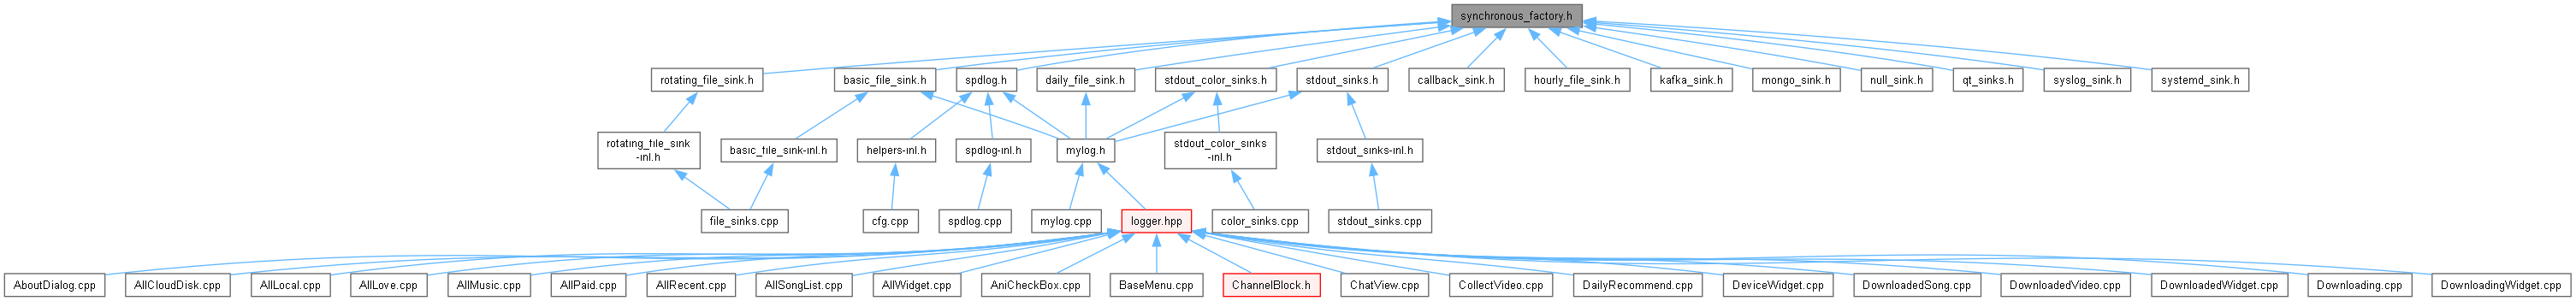 synchronous_factory.h
rotating_file_sink.h
basic_file_sink.h
spdlog.h
daily_file_sink.h
stdout_color_sinks.h
stdout_sinks.h
callback_sink.h
hourly_file_sink.h
kafka_sink.h
mongo_sink.h
null_sink.h
qt_sinks.h
syslog_sink.h
systemd_sink.h
rotating_file_sink
-inl.h
basic_file_sink-inl.h
helpers-inl.h
spdlog-inl.h
mylog.h
stdout_color_sinks
-inl.h
stdout_sinks-inl.h
file_sinks.cpp
cfg.cpp
spdlog.cpp
mylog.cpp
logger.hpp
color_sinks.cpp
stdout_sinks.cpp
AboutDialog.cpp
AllCloudDisk.cpp
AllLocal.cpp
AllLove.cpp
AllMusic.cpp
AllPaid.cpp
AllRecent.cpp
AllSongList.cpp
AllWidget.cpp
AniCheckBox.cpp
BaseMenu.cpp
ChannelBlock.h
ChatView.cpp
CollectVideo.cpp
DailyRecommend.cpp
DeviceWidget.cpp
DownloadedSong.cpp
DownloadedVideo.cpp
DownloadedWidget.cpp
Downloading.cpp
DownloadingWidget.cpp